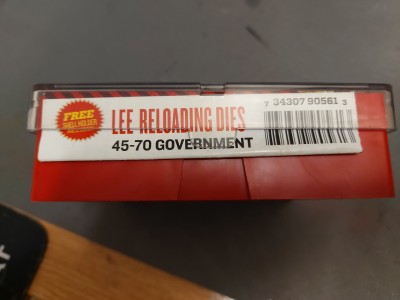 FREE
SHELL HOLDER
LEE RELOADING DIES
45-70 GOVERNMENT
7 34307 90561 3